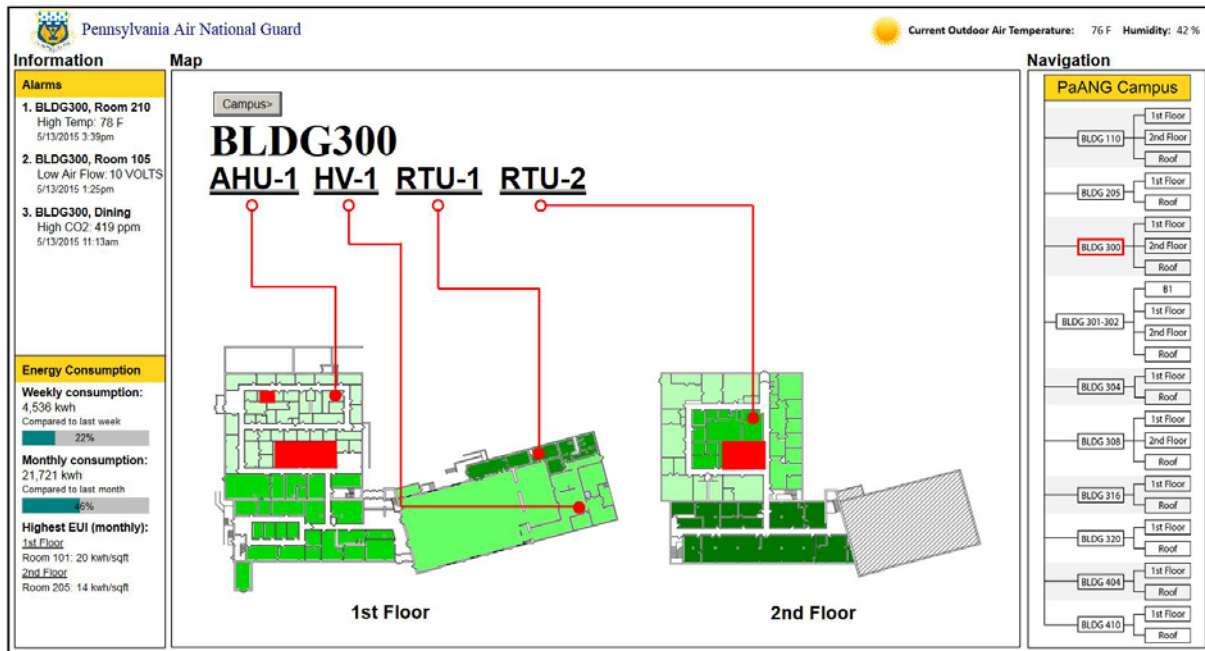 Pennsylvania Air National Guard
Current Outdoor Air Temperature: 76 F Humidity: 42 %
Information
Alarms
1. BLDG300, Room 210
High Temp: 78 F
5/13/2015 3:39pm
2. BLDG300, Room 105
Low Air Flow: 10 VOLTS
5/13/2015 1:25pm
3. BLDG300, Dining
High CO2: 419 ppm
5/13/2015 11:13am
Energy Consumption
Weekly consumption:
4,536 kwh
Compared to last week
22%
Monthly consumption:
21,721 kwh
Compared to last month
46%
Highest EUI (monthly):
1st Floor
Room 101: 20 kwh/sqft
2nd Floor
Room 205: 14 kwh/sqft
Map
Campus>
BLDG300
AHU-1 HV-1 RTU-1 RTU-2
1st Floor
2nd Floor
Navigation
PaANG Campus
BLDG 110
1st Floor
2nd Floor
Roof
BLDG 205
1st Floor
Roof
BLDG 300
1st Floor
2nd Floor
Roof
BLDG 301-302
B1
1st Floor
2nd Floor
Roof
BLDG 304
1st Floor
Roof
BLDG 308
1st Floor
2nd Floor
Roof
BLDG 316
1st Floor
Roof
BLDG 320
1st Floor
Roof
BLDG 404
1st Floor
Roof
BLDG 410
1st Floor
Roof